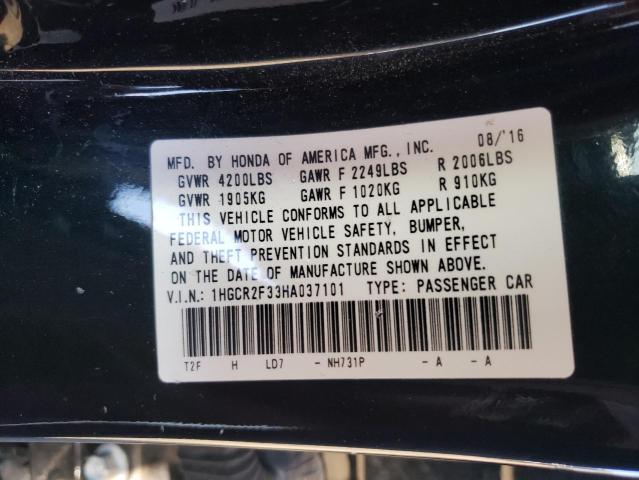 MFD. BY HONDA OF AMERICA MFG., INC. 08/'16
GVWR 4200LBS GAWR F 2249LBS R 2006LBS
GVWR 1905KG GAWR F 1020KG R 910KG
THIS VEHICLE CONFORMS TO ALL APPLICABLE
FEDERAL MOTOR VEHICLE SAFETY, BUMPER,
AND THEFT PREVENTION STANDARDS IN EFFECT
ON THE DATE OF MANUFACTURE SHOWN ABOVE.
V.I.N.: 1HGCR2F33HA037101 TYPE: PASSENGER CAR
T2F H LD7 - NH731P - A - A